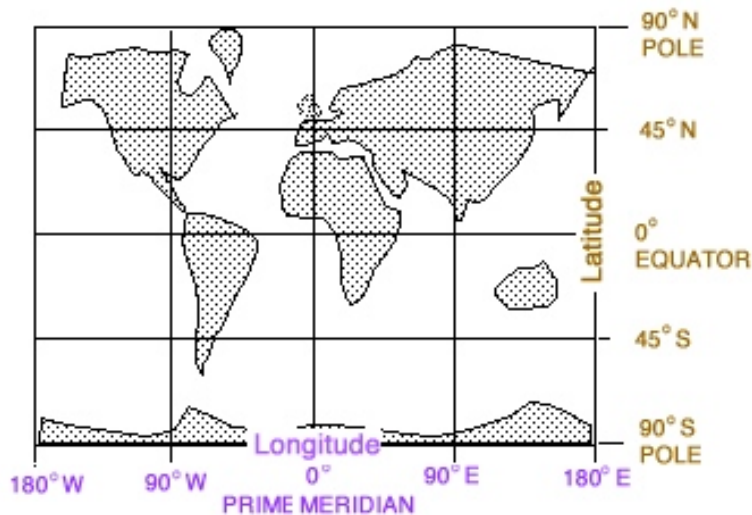 90° N
POLE
45° N
Latitude
0°
EQUATOR
45° S
90° S
POLE
Longitude
180° W
90° W
0°
90° E
180° E
PRIME MERIDIAN